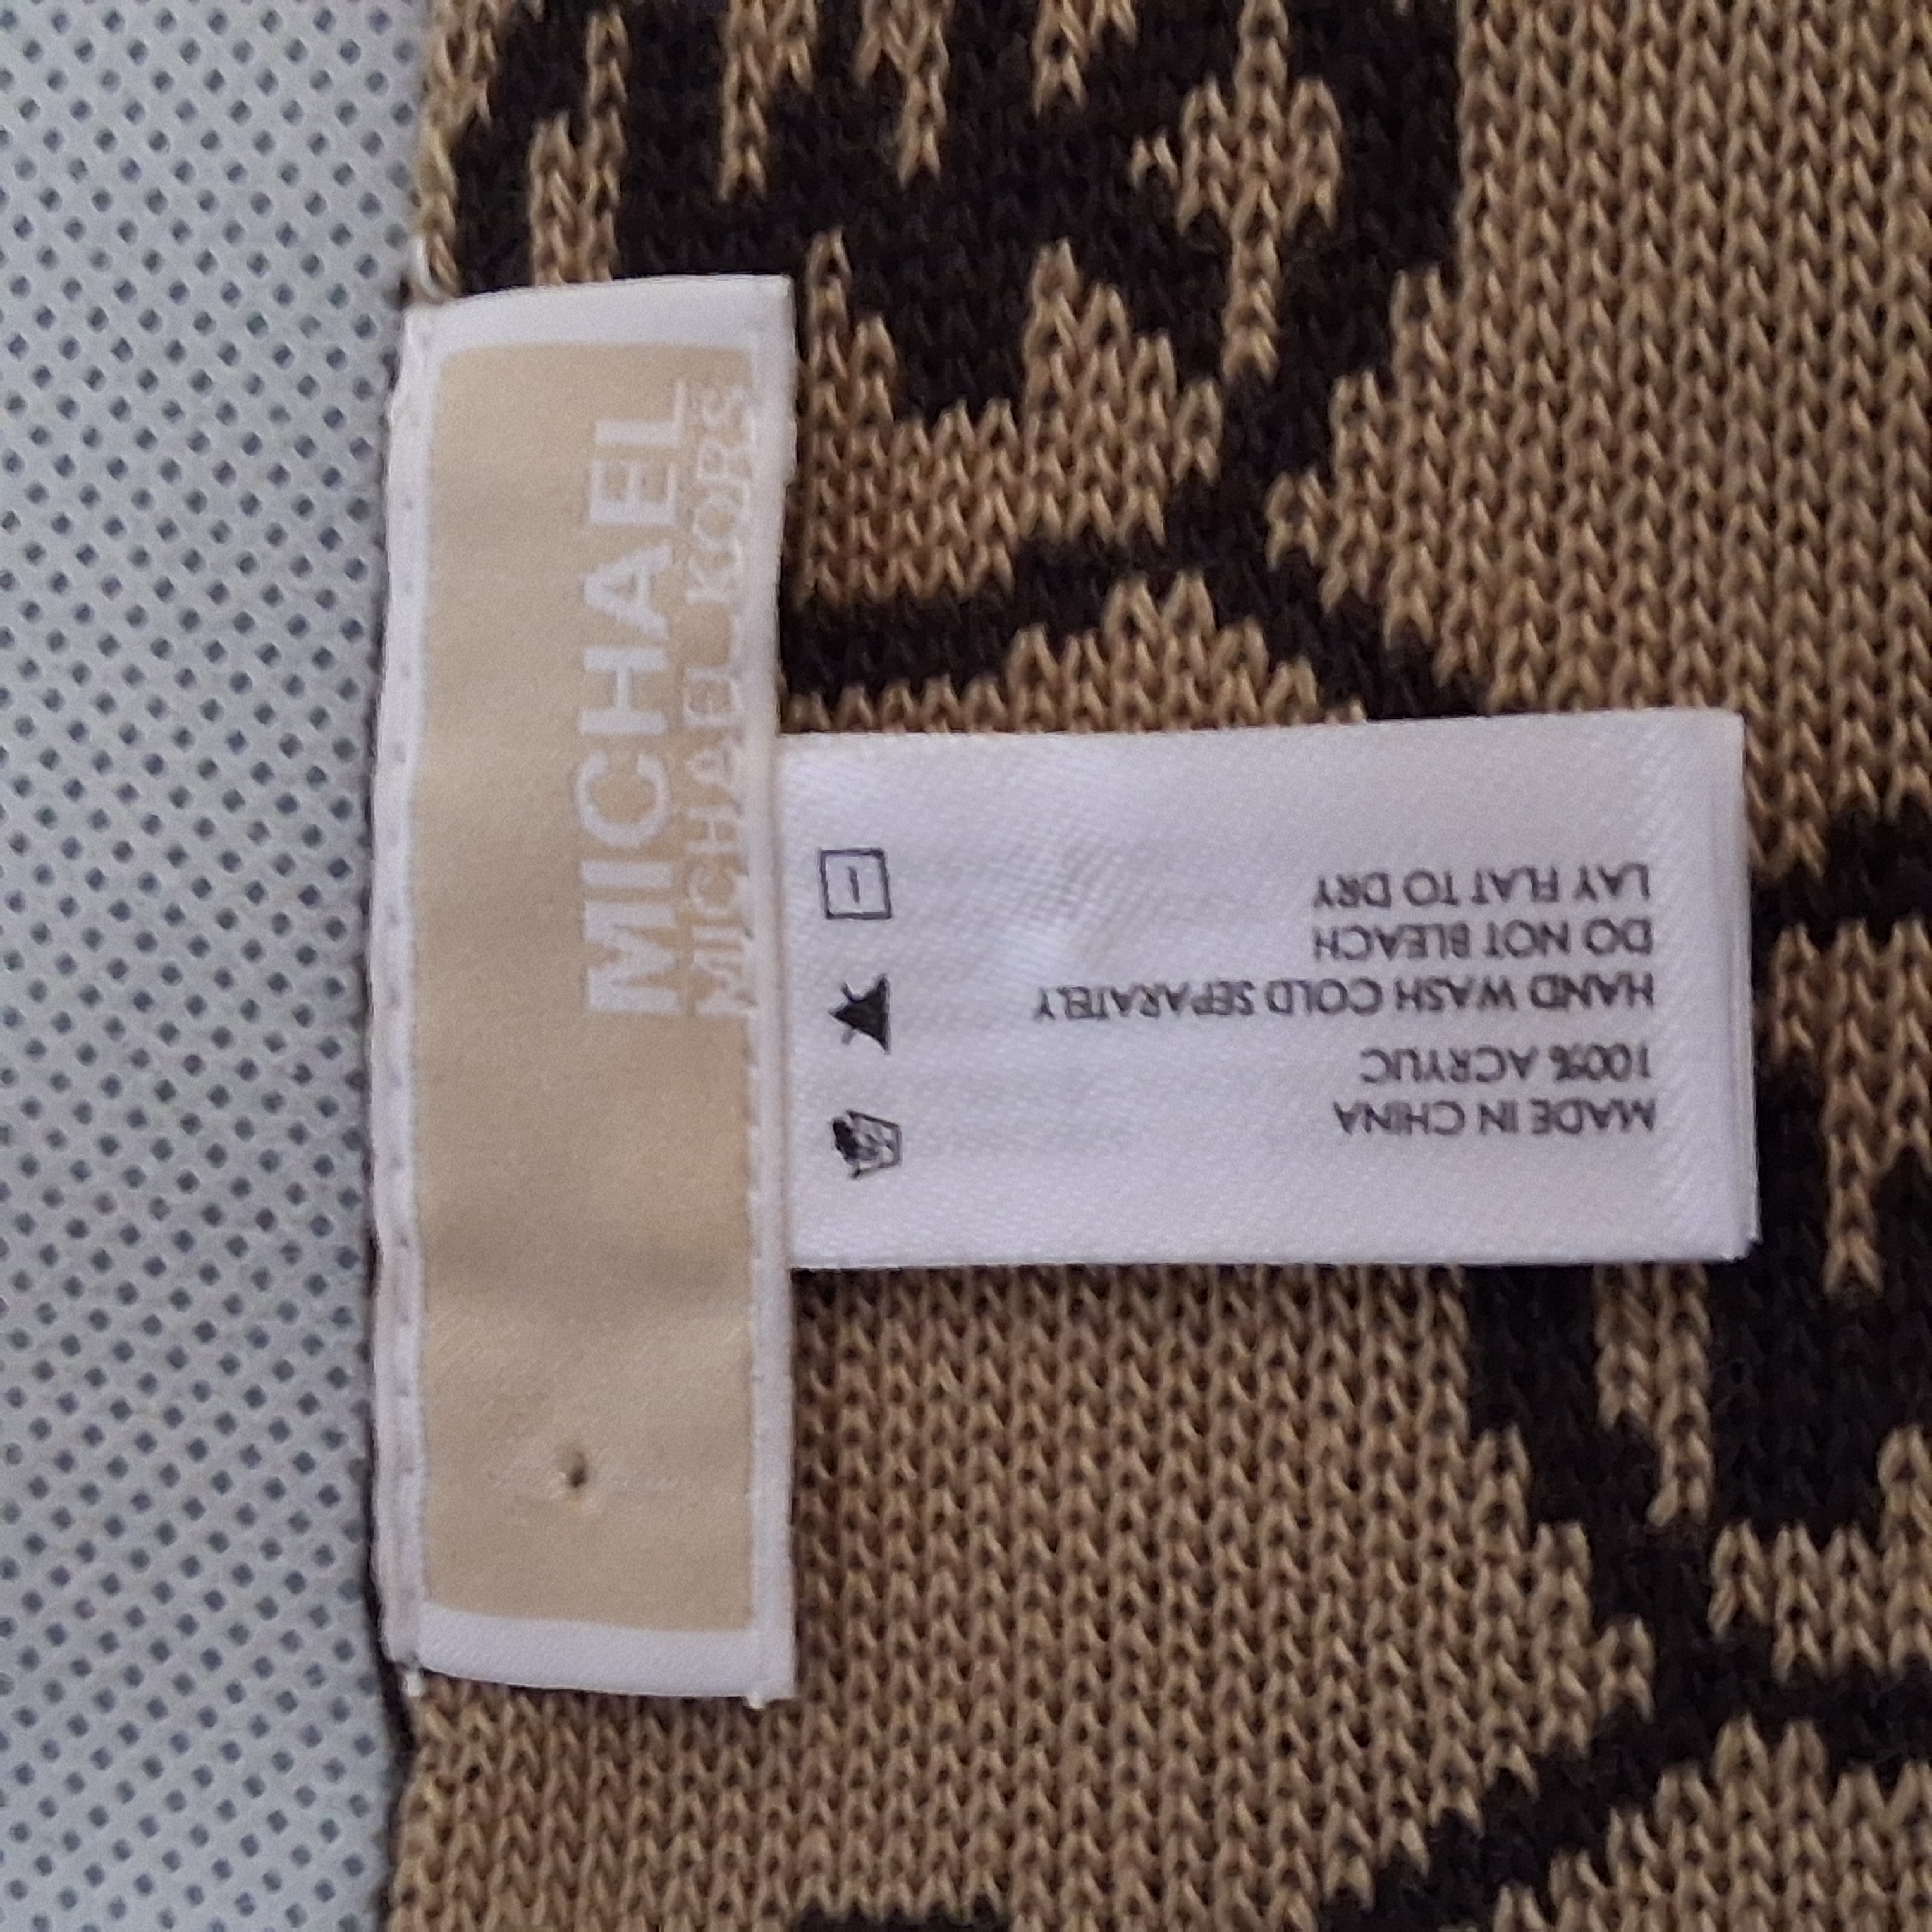 MICHAEL
MICHAEL KORS
MADE IN CHINA
100% ACRYLIC
HAND WASH COLD SEPARATELY
DO NOT BLEACH
LAY FLAT TO DRY